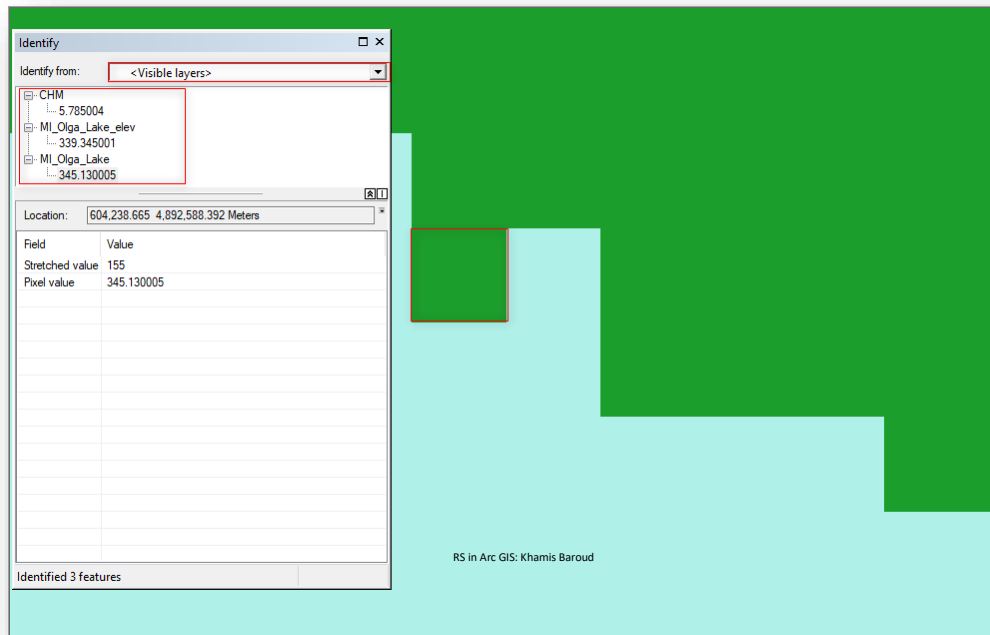 Identify
Identify from: <Visible layers>
CHM
5.785004
MI_Olga_Lake_elev
339.345001
MI_Olga_Lake
345.130005
Location: 604,238.665 4,892,588.392 Meters
Field Value
Stretched value 155
Pixel value 345.130005
RS in Arc GIS: Khamis Baroud
Identified 3 features